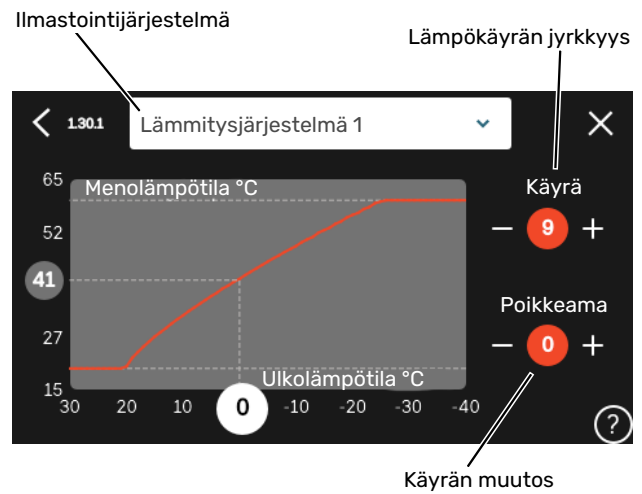 Ilmastointijärjestelmä
Lämpökäyrän jyrkkyys
1.30.1
Lämmitysjärjestelmä 1
65
Menolämpötila °C
Käyrä
52
9
41
Poikkeama
27
0
Ulkolämpötila °C
15
30 20 10 0 -10 -20 -30 -40
?
Käyrän muutos